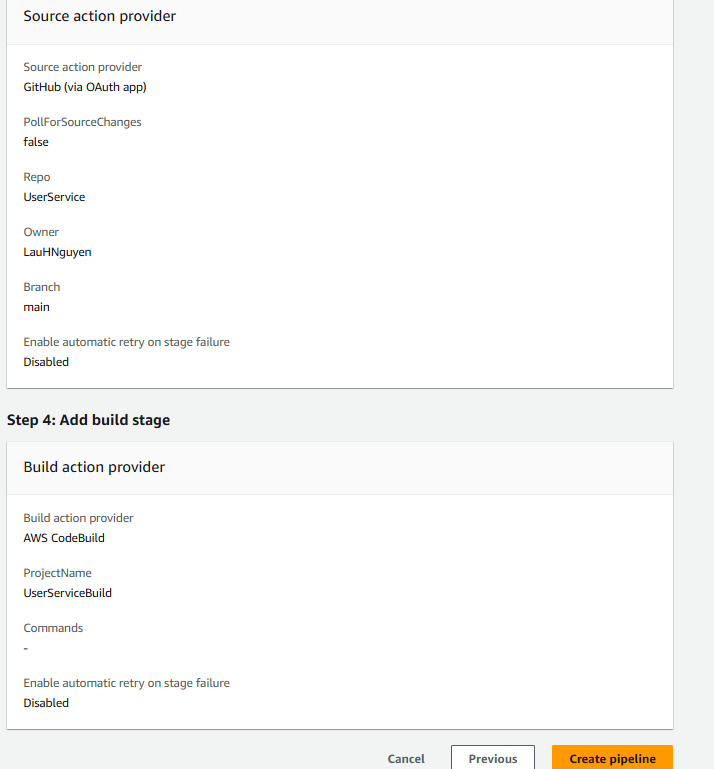 Source action provider
Source action provider
GitHub (via OAuth app)
PollForSourceChanges
false
Repo
UserService
Owner
LauHNguyen
Branch
main
Enable automatic retry on stage failure
Disabled
Step 4: Add build stage
Build action provider
Build action provider
AWS CodeBuild
ProjectName
UserServiceBuild
Commands
-
Enable automatic retry on stage failure
Disabled
Cancel Previous Create pipeline